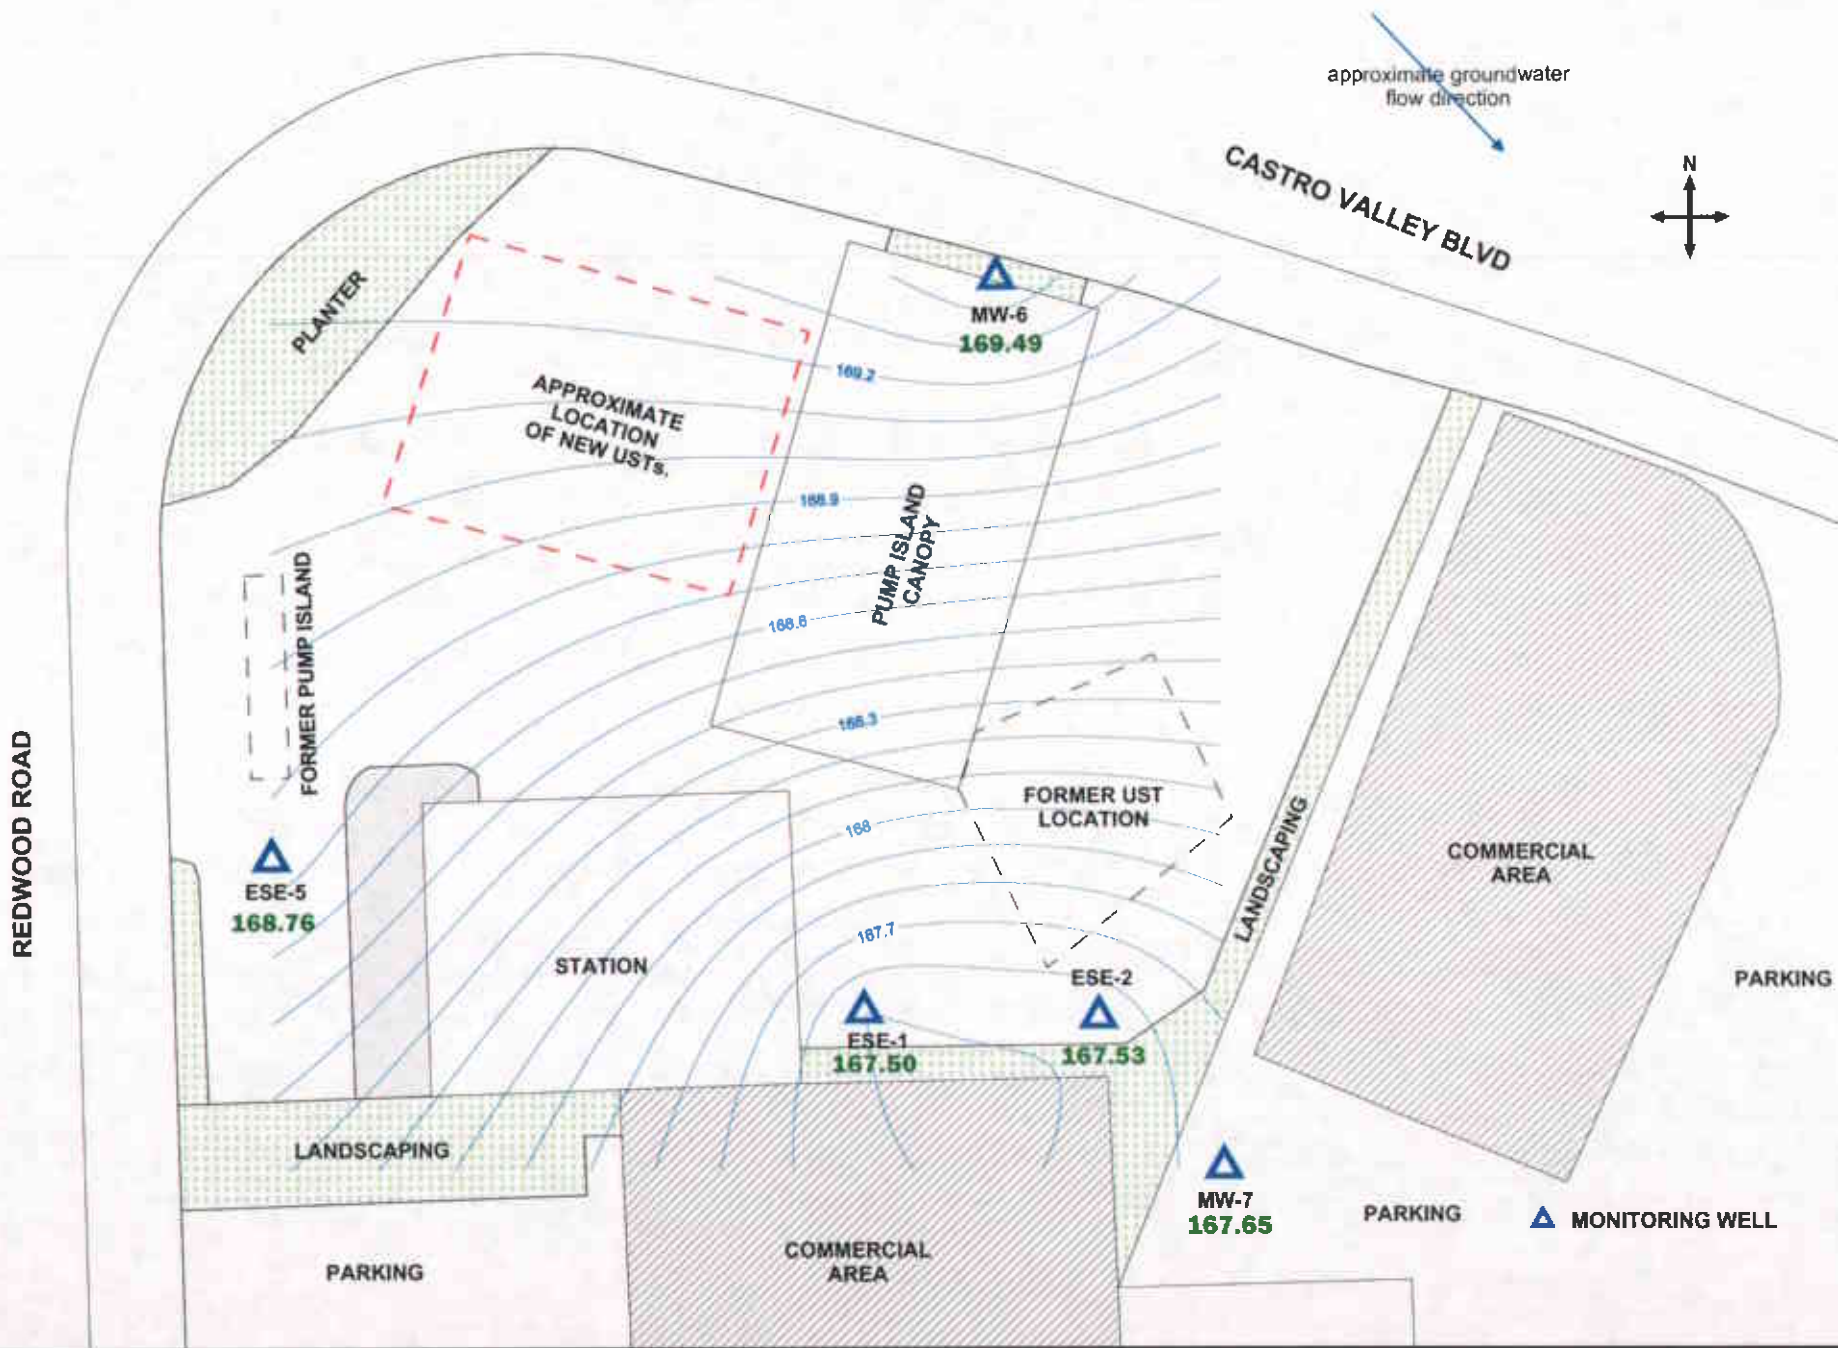 approximate groundwater
flow direction
N
CASTRO VALLEY BLVD
PLANTER
MW-6
169.49
169.2
APPROXIMATE
LOCATION
OF NEW USTs.
168.9
PUMP ISLAND
CANOPY
FORMER PUMP ISLAND
168.6
168.3
REDWOOD ROAD
FORMER UST
LOCATION
168
LANDSCAPING
COMMERCIAL
AREA
ESE-5
168.76
167.7
STATION
ESE-2
167.53
ESE-1
167.50
PARKING
LANDSCAPING
MW-7
167.65
PARKING
MONITORING WELL
COMMERCIAL
AREA
PARKING